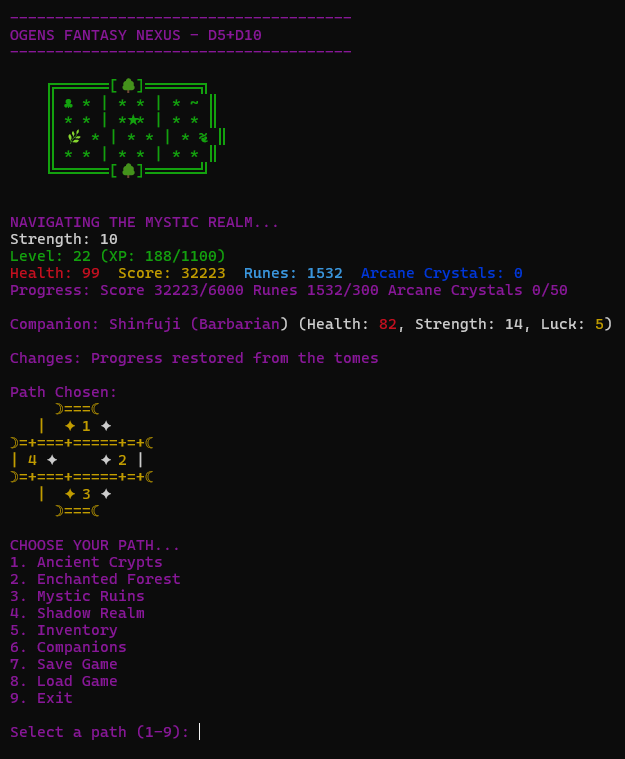 --------------------------------------
OGENS FANTASY NEXUS - D5+D10
--------------------------------------
╔══════[🌳]══════╗
║ ♣ * | * * | * ~ ║
║ * * | *★* | * * ║
║ 🌿 * | * * | * ≷ ║
║ * * | * * | * * ║
╚══════[🌳]══════╝
NAVIGATING THE MYSTIC REALM...
Strength: 10
Level: 22 (XP: 188/1100)
Health: 99  Score: 32223  Runes: 1532  Arcane Crystals: 0
Progress: Score 32223/6000 Runes 1532/300 Arcane Crystals 0/50
Companion: Shinfuji (Barbarian) (Health: 82, Strength: 14, Luck: 5)
Changes: Progress restored from the tomes
Path Chosen:
☽===☾
|  ✦ 1 ✦
☽=+===+=====+=+☾
| 4 ✦     ✦ 2 |
☽=+===+=====+=+☾
|  ✦ 3 ✦
☽===☾
CHOOSE YOUR PATH...
1. Ancient Crypts
2. Enchanted Forest
3. Mystic Ruins
4. Shadow Realm
5. Inventory
6. Companions
7. Save Game
8. Load Game
9. Exit
Select a path (1-9):